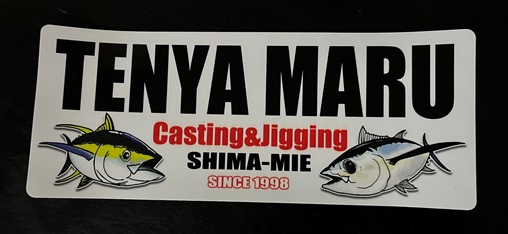 TENYA MARU
Casting&Jigging
SHIMA-MIE
SINCE 1998